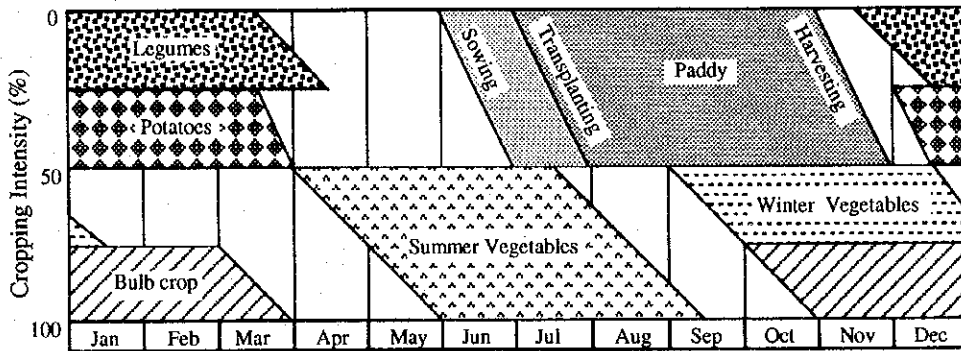 Cropping Intensity (%)
0
50
100
Legumes
Potatoes
Bulb crop
Sowing
Transplanting
Paddy
Harvesting
Summer Vegetables
Winter Vegetables
Jan Feb Mar Apr May Jun Jul Aug Sep Oct Nov Dec